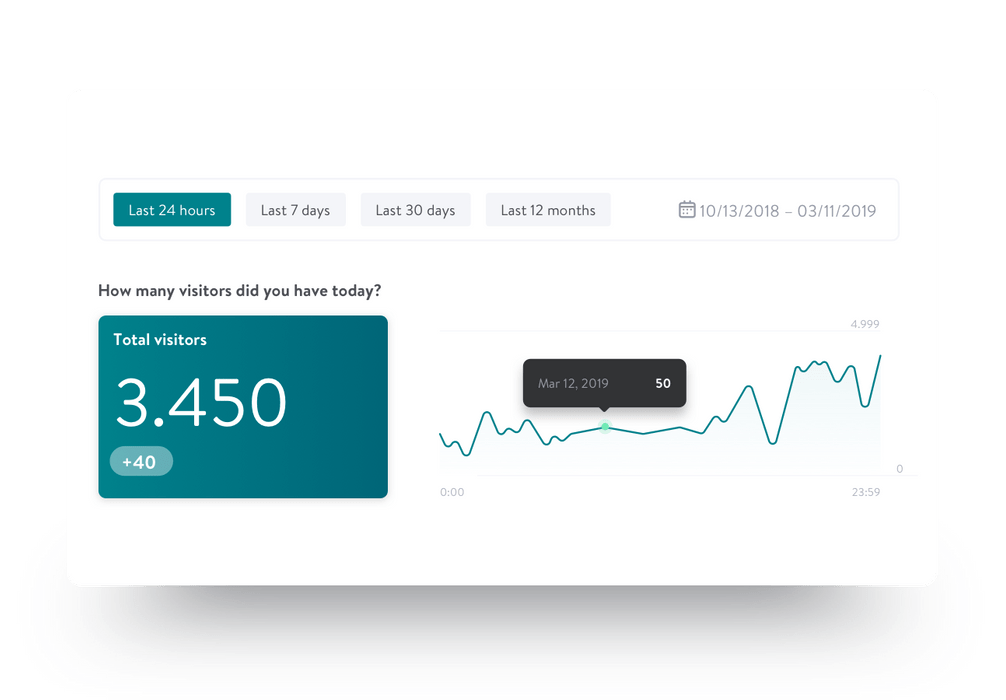 Last 24 hours Last 7 days Last 30 days Last 12 months 10/13/2018 – 03/11/2019
How many visitors did you have today?
Total visitors
3.450
+40
4.999
Mar 12, 2019 50
0
0:00 23:59